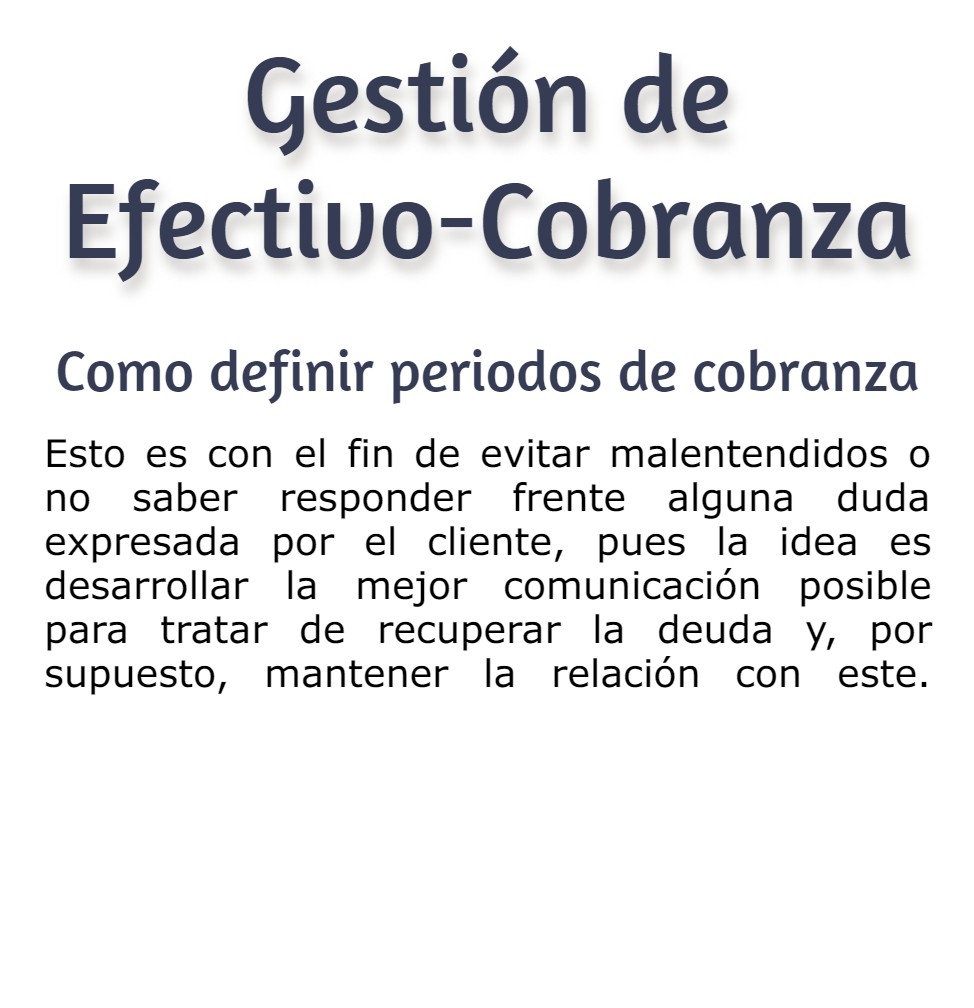 Gestión de
Efectivo-Cobranza
Como definir periodos de cobranza
Esto es con el fin de evitar malentendidos o
no saber responder frente alguna duda
expresada por el cliente, pues la idea es
desarrollar la mejor comunicación posible
para tratar de recuperar la deuda y, por
supuesto, mantener la relación con este.